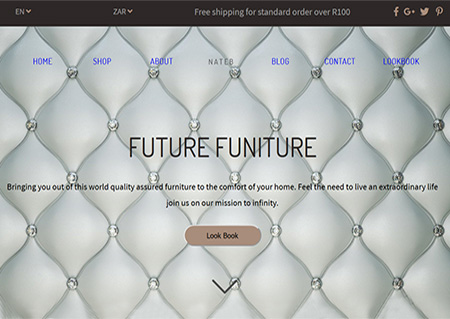 EN ZAR Free shipping for standard order over R100
HOME SHOP ABOUT NATEB BLOG CONTACT LOOKBOOK
FUTURE FUNITURE
Bringing you out of this world quality assured furniture to the comfort of your home. Feel the need to live an extraordinary life
join us on our mission to infinity.
Look Book